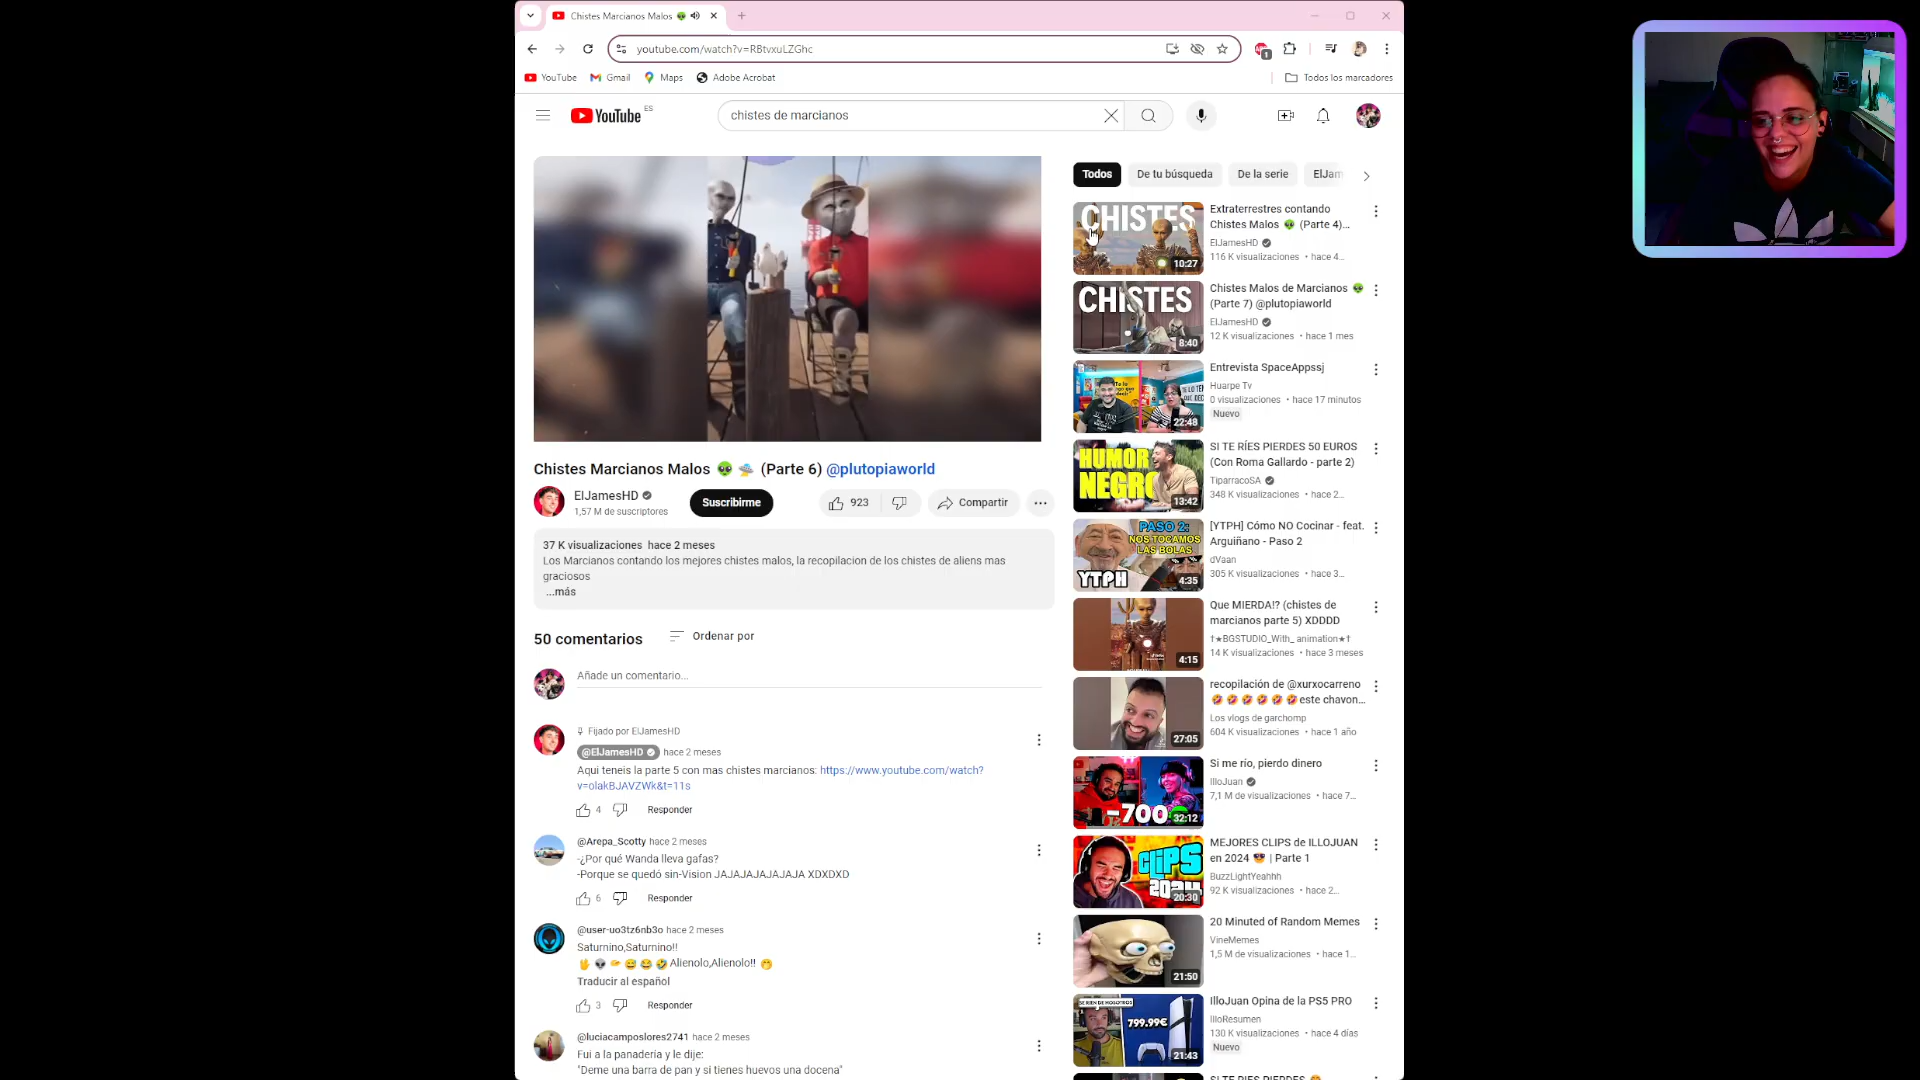 Chistes Marcianos Malos 👽
youtube.com/watch?v=RBtvxuLZGhc
1
YouTube
Gmail
Maps
Adobe Acrobat
Todos los marcadores
YouTube ES
chistes de marcianos
Chistes Marcianos Malos 👽 🛸 (Parte 6) @plutopiaworld
ElJamesHD
1,57 M de suscriptores
Suscribirme
923
Compartir
37 K visualizaciones hace 2 meses
Los Marcianos contando los mejores chistes malos, la recopilacion de los chistes de aliens mas
graciosos
...más
50 comentarios
Ordenar por
Añade un comentario...
Fijado por ElJamesHD
@ElJamesHD hace 2 meses
Aqui teneis la parte 5 con mas chistes marcianos: https://www.youtube.com/watch?
v=olakBJAVZWk&t=11s
4
Responder
@Arepa_Scotty hace 2 meses
-¿Por qué Wanda lleva gafas?
-Porque se quedó sin-Vision JAJAJAJAJAJAJA XDXDXD
6
Responder
@user-uo3tz6nb3o hace 2 meses
Saturnino,Saturnino!!
🖖 👽 🫴 😅 😂 🤣 Alienolo,Alienolo!! 🤭
Traducir al español
3
Responder
@luciacamposlores2741 hace 2 meses
Fui a la panadería y le dije:
"Deme una barra de pan y si tienes huevos una docena"
Todos
De tu búsqueda
De la serie
ElJam
CHISTES
10:27
Extraterrestres contando
Chistes Malos 👽 (Parte 4)...
ElJamesHD
116 K visualizaciones • hace 4...
CHISTES
8:40
Chistes Malos de Marcianos 👽
(Parte 7) @plutopiaworld
ElJamesHD
12 K visualizaciones • hace 1 mes
22:48
Entrevista SpaceAppssj
Huarpe Tv
0 visualizaciones • hace 17 minutos
Nuevo
HUMOR
NEGRO
13:42
SI TE RÍES PIERDES 50 EUROS
(Con Roma Gallardo - parte 2)
TiparracoSA
348 K visualizaciones • hace 2...
PASO 2:
NOS TOCAMOS
LAS BOLAS
YTPH
4:35
[YTPH] Cómo NO Cocinar - feat.
Arguiñano - Paso 2
dVaan
305 K visualizaciones • hace 3...
4:15
Que MIERDA!? (chistes de
marcianos parte 5) XDDDD
†★BGSTUDIO_With_ animation★†
14 K visualizaciones • hace 3 meses
27:05
recopilación de @xurxocarreno
🤣 🤣 🤣 🤣 🤣 🤣este chavon...
Los vlogs de garchomp
604 K visualizaciones • hace 1 año
-700
32:12
Si me río, pierdo dinero
IlloJuan
7,1 M de visualizaciones • hace 7...
CLIPS
2024
20:30
MEJORES CLIPS de ILLOJUAN
en 2024 | Parte 1
BuzzLightYeahhh
92 K visualizaciones • hace 2...
21:50
20 Minuted of Random Memes
VineMemes
1,5 M de visualizaciones • hace 1...
SE RIEN DE NOSOTROS
799.99€
21:43
IlloJuan Opina de la PS5 PRO
IlloResumen
130 K visualizaciones • hace 4 días
Nuevo